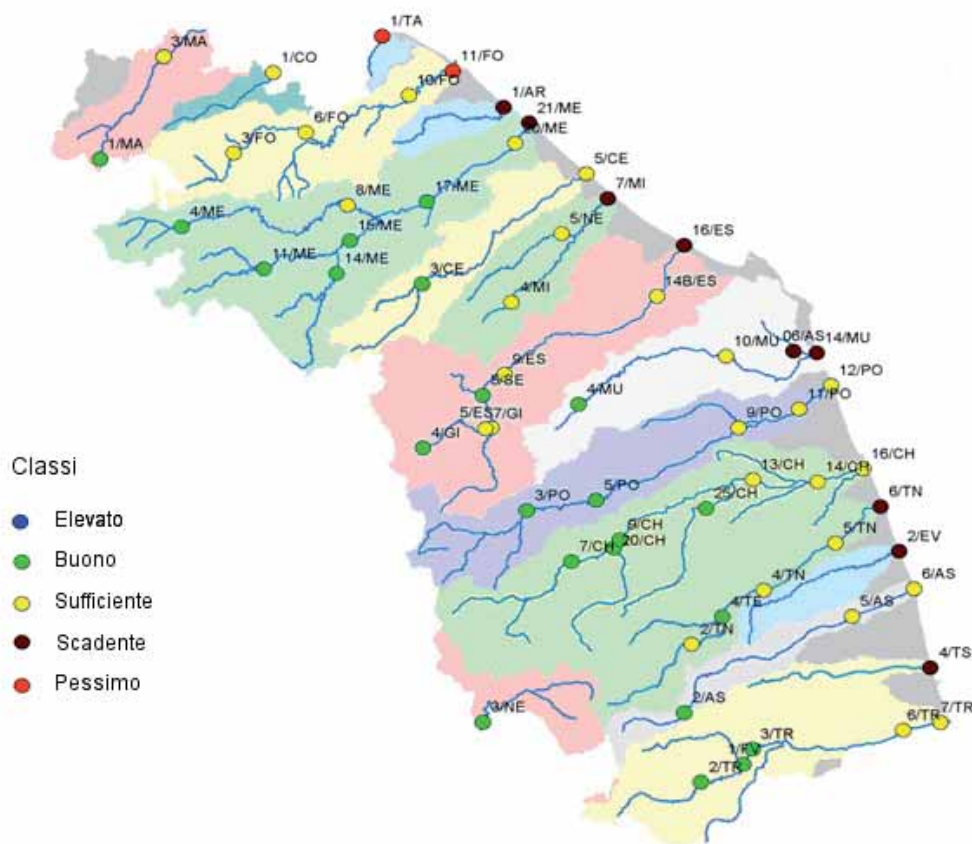 1/TA
3/MA
1/CO
11/FO
10/FO
1/AR
21/ME
6/FO
20/ME
3/FO
1/MA
5/CE
17/ME
7/MI
8/ME
4/ME
5/NE
15/ME
16/ES
11/ME
14/ME
3/CE
14B/ES
4/MI
06/AS
14/MU
10/MU
9/ES
12/PO
8/SE
4/MU
11/PO
5/ES
7/GI
9/PO
4/GI
Classi
13/CH
16/CH
14/CH
5/PO
25/CH
3/PO
6/TN
Elevato
9/CH
5/TN
20/CH
2/EV
7/CH
Buono
4/TN
6/AS
Sufficiente
4/TE
5/AS
2/TN
Scadente
4/TS
Pessimo
2/AS
3/NE
7/TR
6/TR
3/TR
1/FV
2/TR